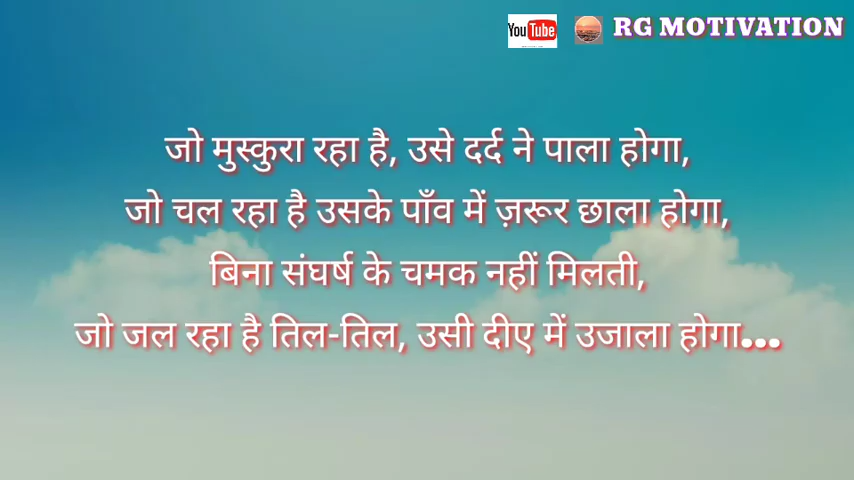 YouTube RG MOTIVATION
जो मुस्कुरा रहा है, उसे दर्द ने पाला होगा,
जो चल रहा है उसके पाँव में ज़रूर छाला होगा,
बिना संघर्ष के चमक नहीं मिलती,
जो जल रहा है तिल-तिल, उसी दीए में उजाला होगा...